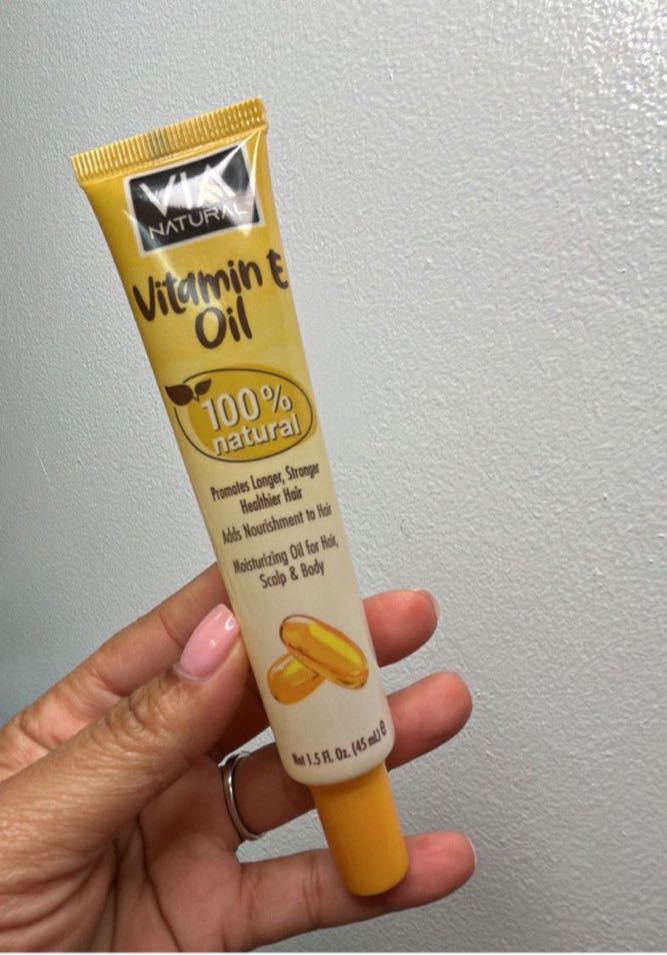 VIA
NATURAL
Vitamin E
Oil
100%
natural
Promotes Longer, Stronger
Healthier Hair
Adds Nourishment to Hair
Moisturizing Oil for Hair,
Scalp & Body
Net 1.5 Fl. Oz. (45 mL) e